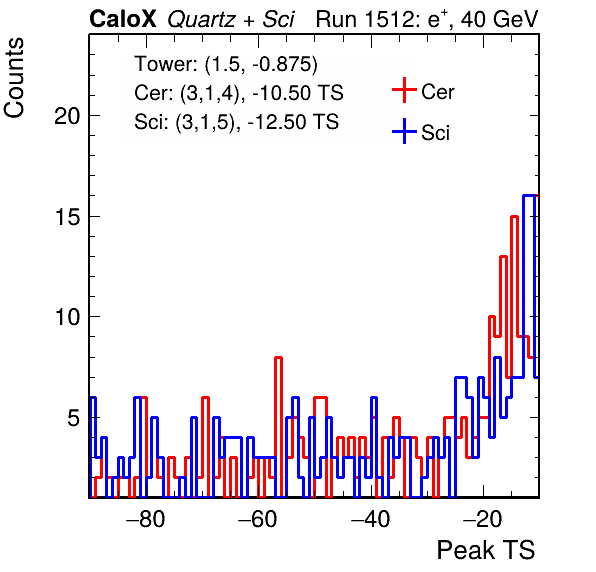 CaloX Quartz + Sci Run 1512: e+, 40 GeV
Counts
Tower: (1.5, -0.875)
Cer: (3,1,4), -10.50 TS
Sci: (3,1,5), -12.50 TS
Cer
Sci
20
15
10
5
−80 −60 −40 −20
Peak TS